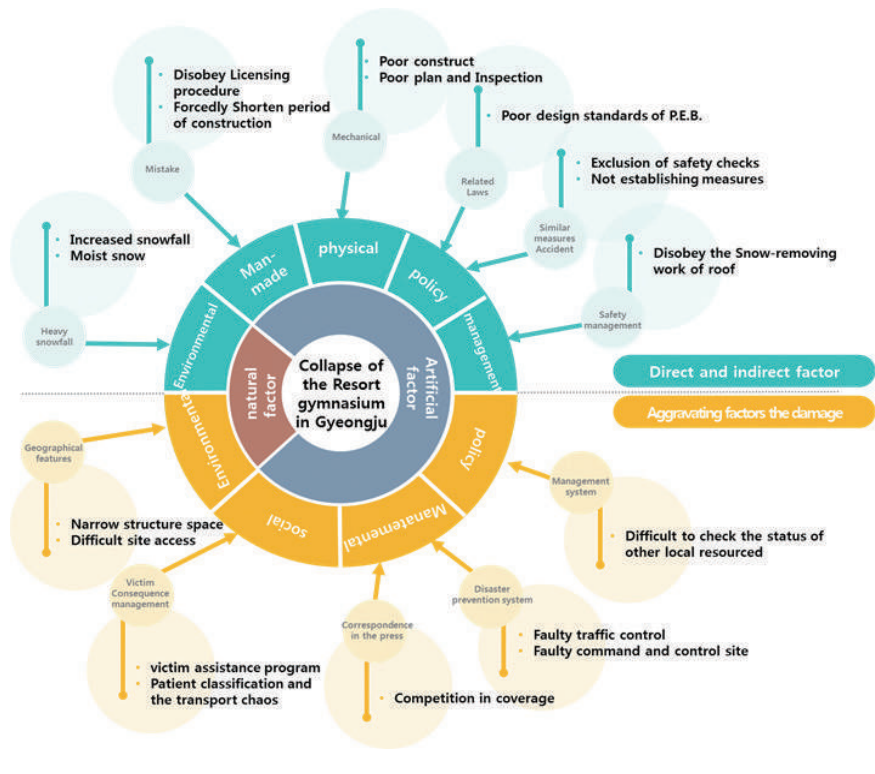 • Disobey Licensing
procedure
• Forcedly Shorten period
of construction
Mistake
• Poor construct
• Poor plan and Inspection
Mechanical
• Poor design standards of P.E.B.
Related
Laws
• Exclusion of safety checks
• Not establishing measures
Similar
measures
Accident
• Increased snowfall
• Moist snow
Heavy
snowfall
• Disobey the Snow-removing
work of roof
Safety
management
Environmental
Man-
made
physical
policy
management
natural
factor
Artificial
factor
Collapse of
the Resort
gymnasium
in Gyeongju
Direct and indirect factor
Aggravating factors the damage
Environmental
social
Manatemental
policy
Geographical
features
• Narrow structure space
• Difficult site access
Victim
Consequence
management
• victim assistance program
• Patient classification and
the transport chaos
Correspondence
in the press
• Competition in coverage
Disaster
prevention system
• Faulty traffic control
• Faulty command and control site
Management
system
• Difficult to check the status of
other local resourced